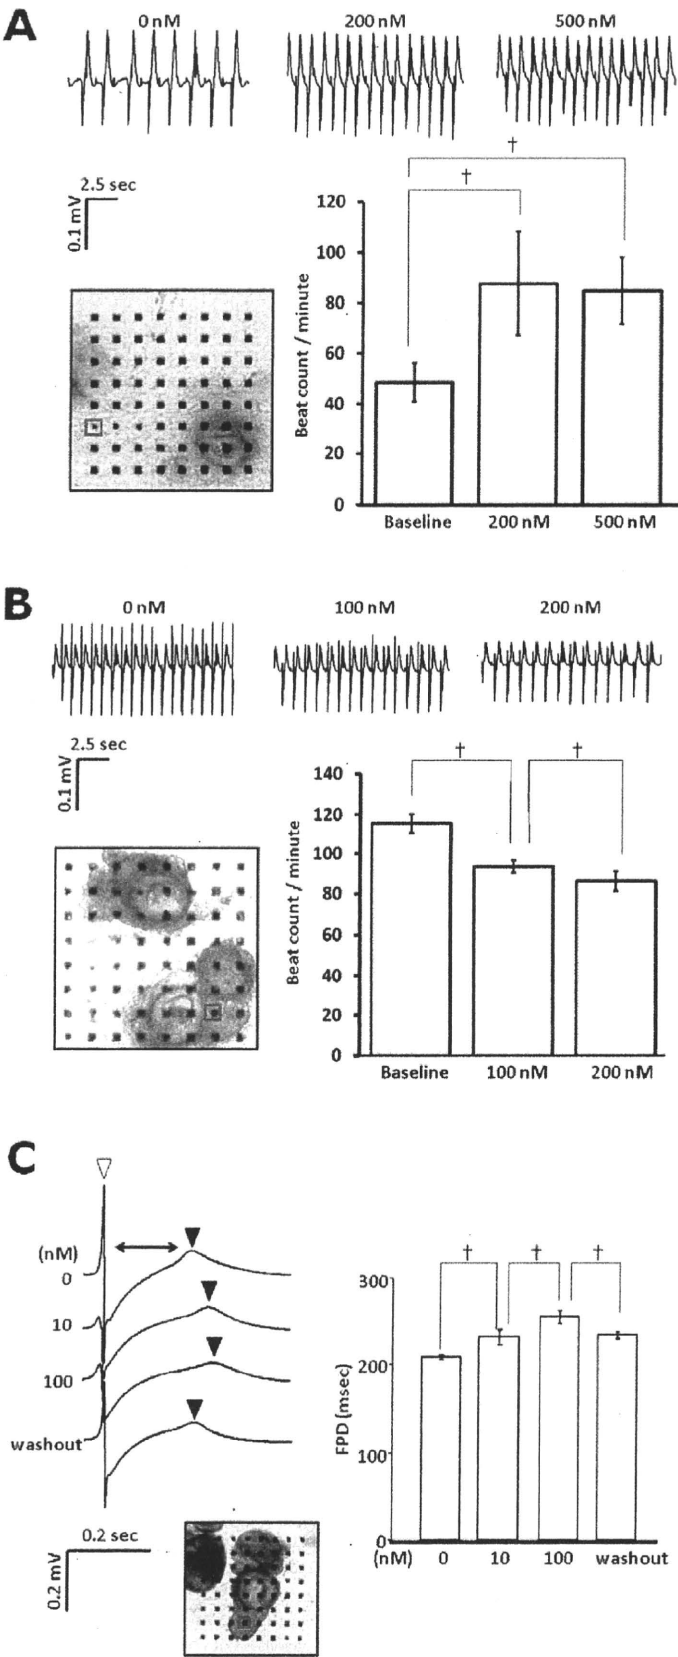 A
0 nM 200 nM 500 nM
†
†
2.5 sec
0.1 mV
120
100
80
60
40
20
0
Beat count / minute
Baseline 200 nM 500 nM
B
0 nM 100 nM 200 nM
† †
2.5 sec
0.1 mV
140
120
100
80
60
40
20
0
Beat count / minute
Baseline 100 nM 200 nM
C
(nM)
0
10
100
washout
0.2 sec
0.2 mV
† † †
300
200
100
0
FPD (msec)
(nM) 0 10 100 washout